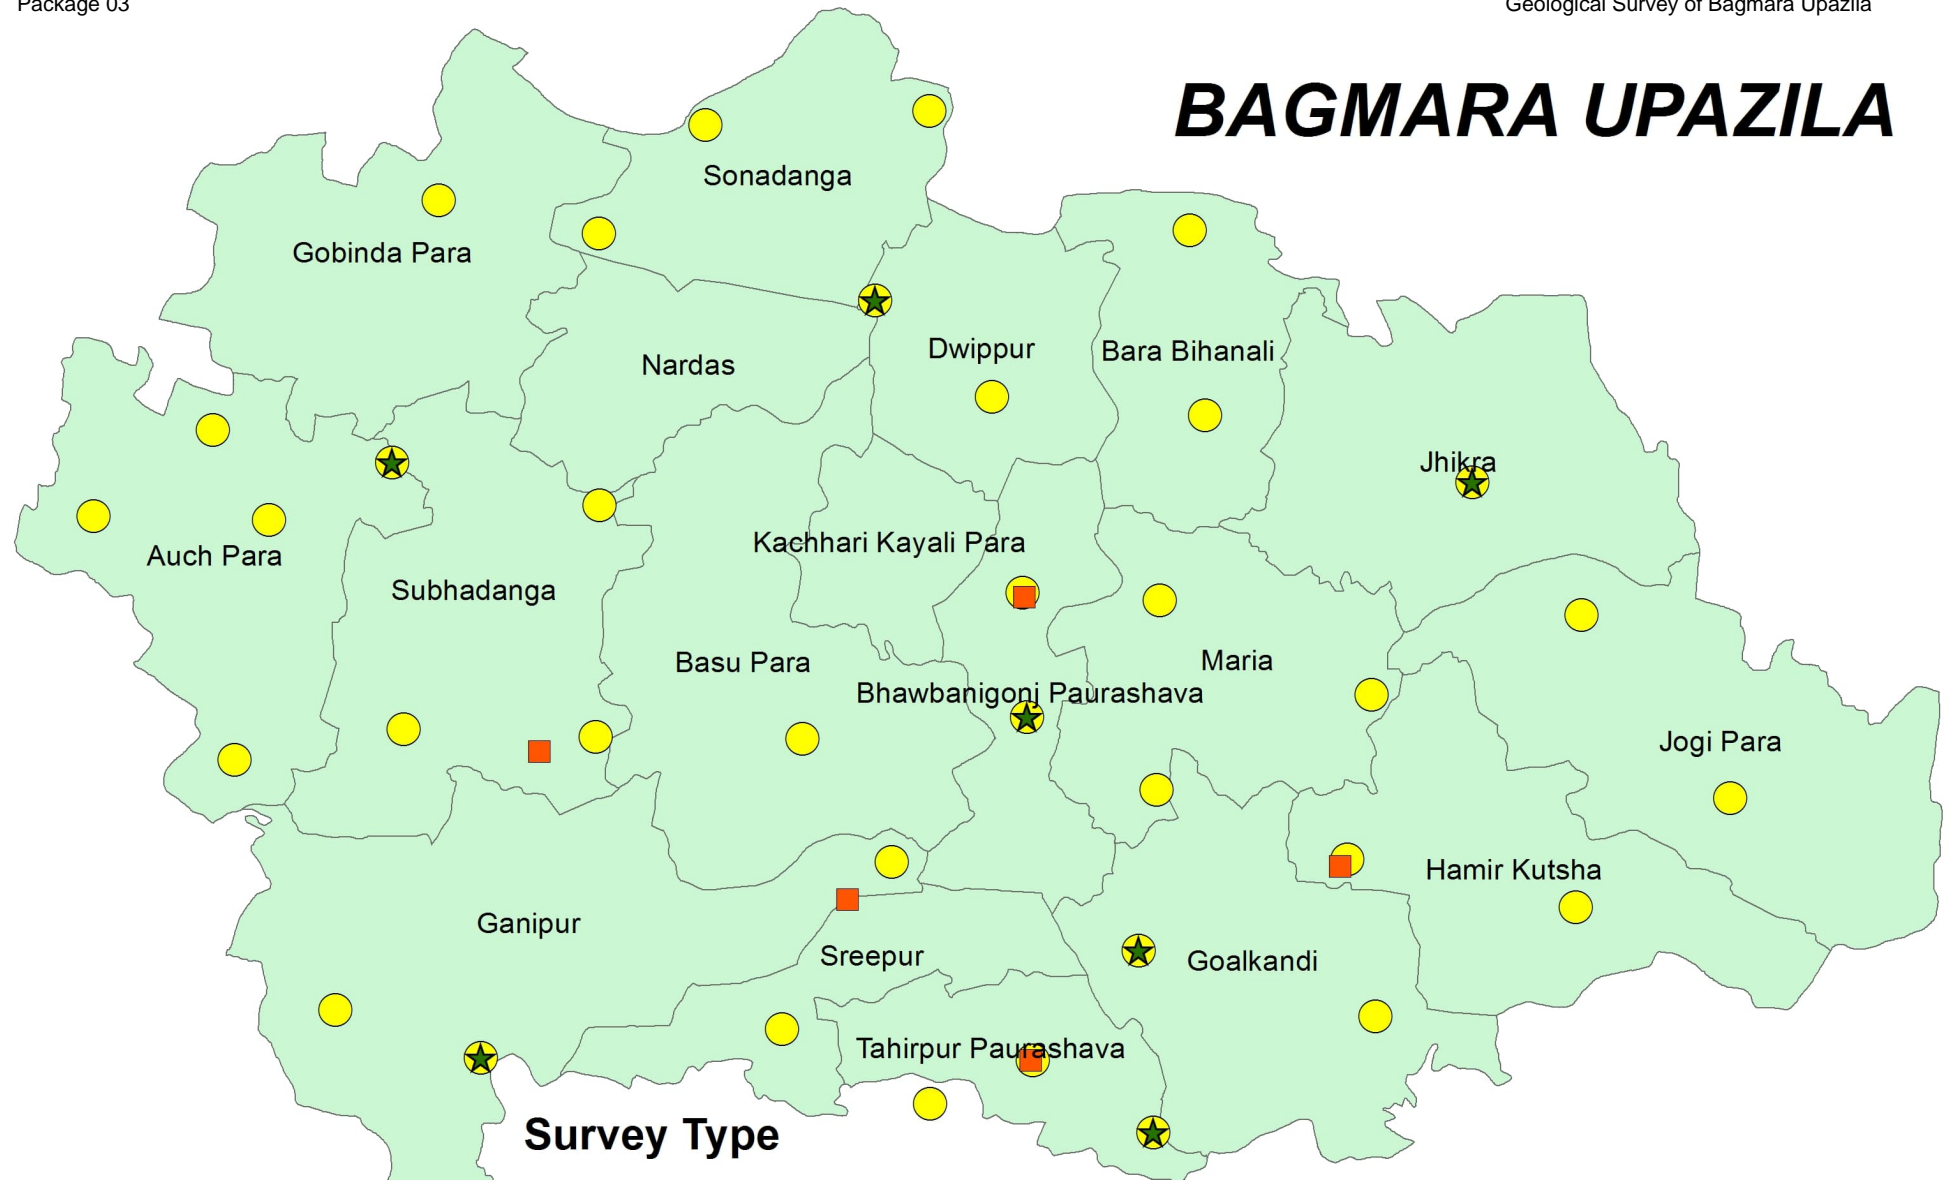 Package 03
Geological Survey of Bagmara Upazila
BAGMARA UPAZILA
Sonadanga
Gobinda Para
Nardas
Dwippur
Bara Bihanali
Jhikra
Kachhari Kayali Para
Auch Para
Subhadanga
Basu Para
Maria
Bhawbanigonj Paurashava
Jogi Para
Hamir Kutsha
Ganipur
Sreepur
Goalkandi
Tahirpur Paurashava
Survey Type